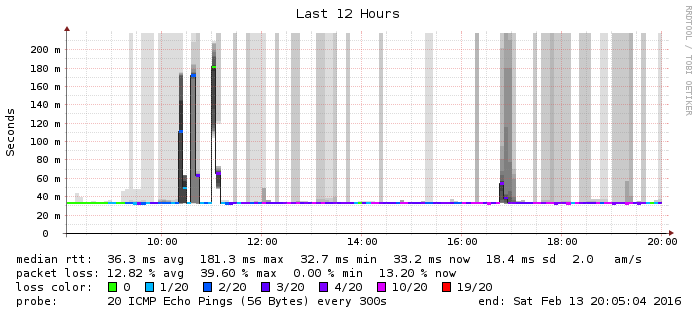 Last 12 Hours
RRDTOOL / TOBI OETIKER
Seconds
200 m
180 m
160 m
140 m
120 m
100 m
80 m
60 m
40 m
20 m
0
10:00 12:00 14:00 16:00 18:00 20:00
median rtt: 36.3 ms avg 181.3 ms max 32.7 ms min 33.2 ms now 18.4 ms sd 2.0 am/s
packet loss: 12.82 % avg 39.60 % max 0.00 % min 13.20 % now
loss color: 0 1/20 2/20 3/20 4/20 10/20 19/20
probe: 20 ICMP Echo Pings (56 Bytes) every 300s end: Sat Feb 13 20:05:04 2016